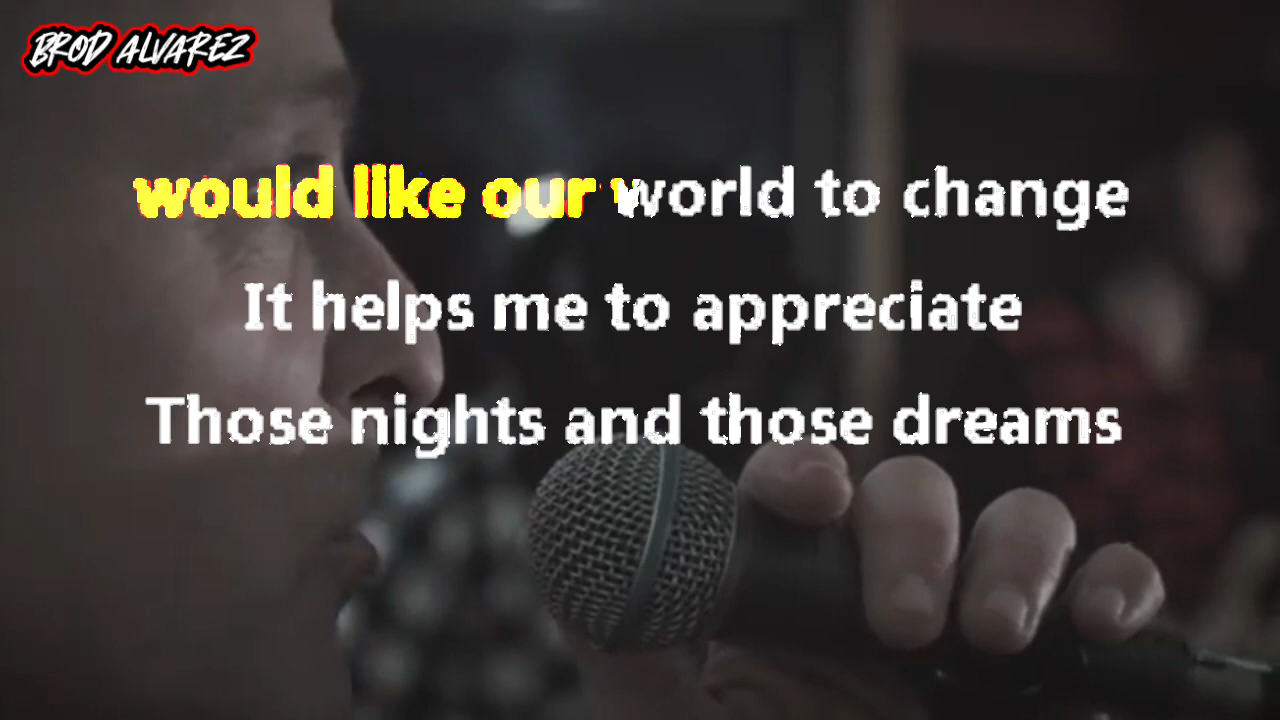 BROD ALVAREZ
would like our world to change
It helps me to appreciate
Those nights and those dreams